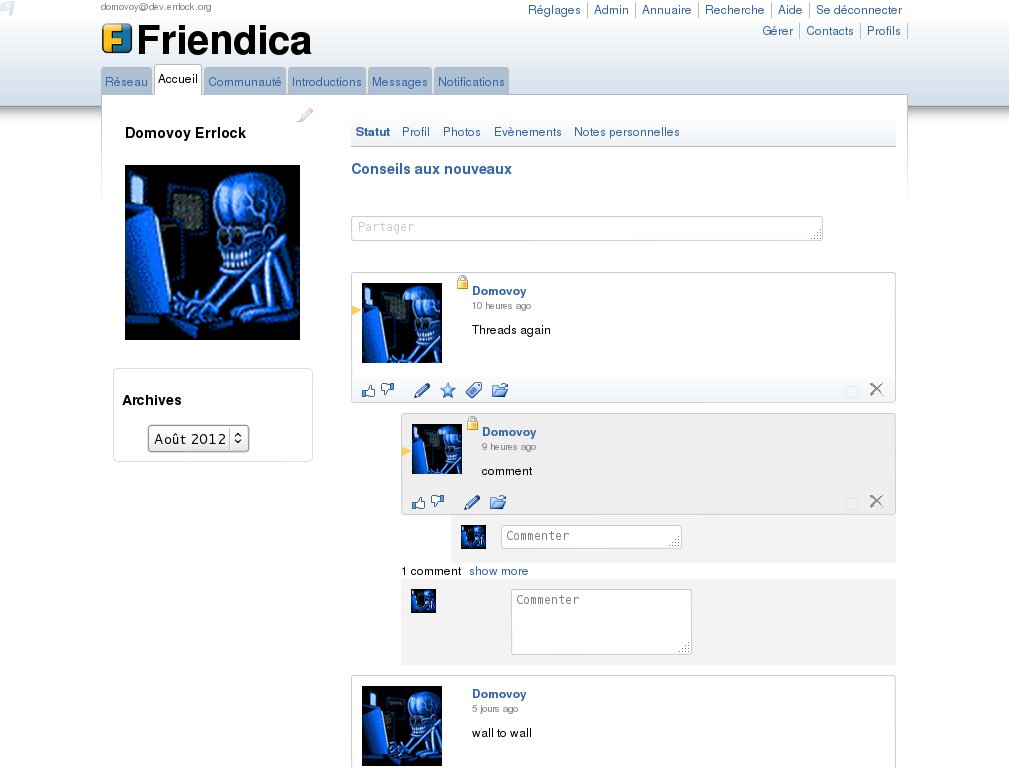 domovoy@dev.errlock.org
Réglages Admin Annuaire Recherche Aide Se déconnecter
Friendica
Gérer Contacts Profils
Réseau Accueil Communauté Introductions Messages Notifications
Domovoy Errlock
Statut Profil Photos Evènements Notes personnelles
Conseils aux nouveaux
Partager
Domovoy
10 heures ago
Threads again
Archives
Août 2012
Domovoy
9 heures ago
comment
Commenter
1 comment show more
Commenter
Domovoy
5 jours ago
wall to wall